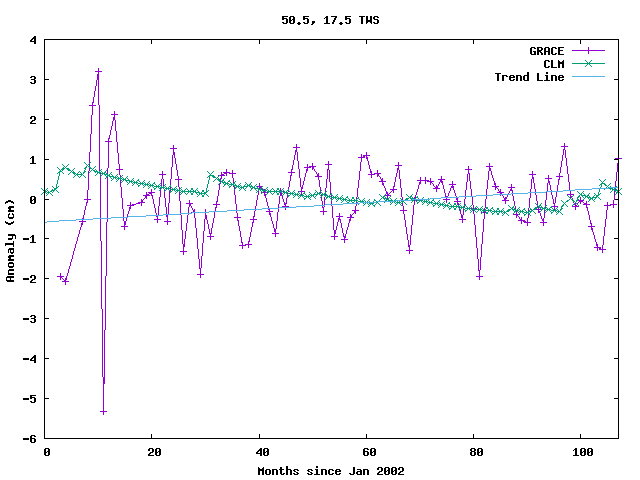 50.5, 17.5 TWS
GRACE
CLM
Trend Line
4
3
2
1
0
-1
-2
-3
-4
-5
-6
Anomaly (cm)
0 20 40 60 80 100
Months since Jan 2002